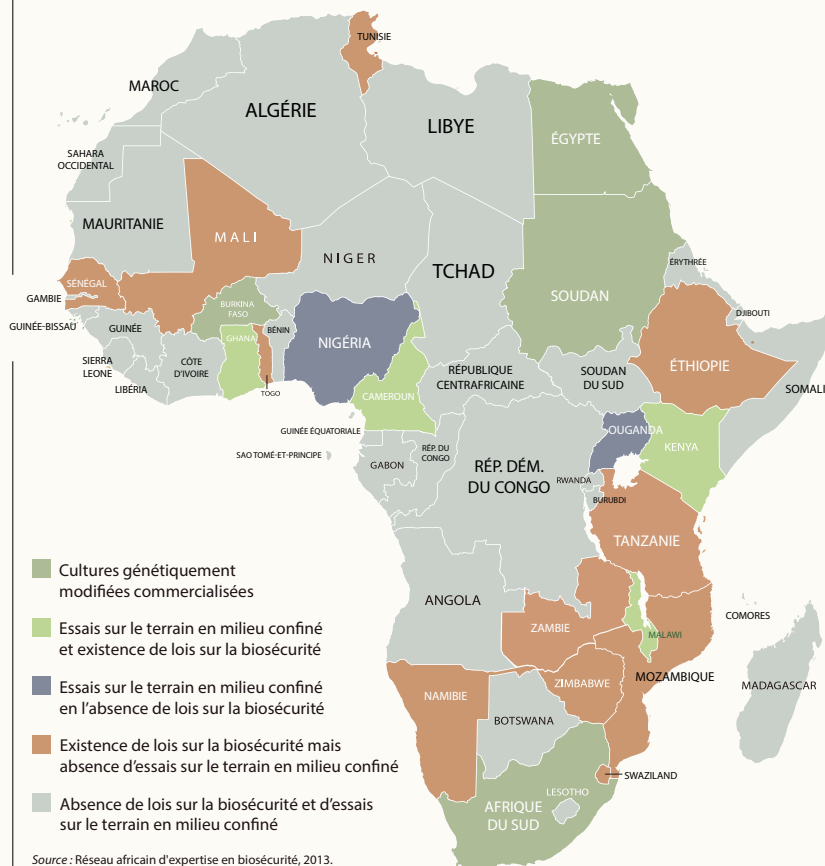 TUNISIE
MAROC
ALGÉRIE
LIBYE
ÉGYPTE
SAHARA
OCCIDENTAL
MAURITANIE
MALI
NIGER
TCHAD
SOUDAN
ÉRYTHRÉE
SÉNÉGAL
GAMBIE
GUINÉE-BISSAU
GUINÉE
BURKINA
FASO
BÉNIN
GHANA
NIGÉRIA
DJIBOUTI
SIERRA
LEONE
LIBÉRIA
CÔTE
D'IVOIRE
TOGO
CAMEROUN
RÉPUBLIQUE
CENTRAFRICAINE
SOUDAN
DU SUD
ÉTHIOPIE
SOMALI
GUINÉE ÉQUATORIALE
SAO TOMÉ-ET-PRINCIPE
GABON
RÉP. DU
CONGO
RÉP. DÉM.
DU CONGO
OUGANDA
KENYA
RWANDA
BURUBDI
TANZANIE
ANGOLA
ZAMBIE
MALAWI
COMORES
MOZAMBIQUE
MADAGASCAR
NAMIBIE
ZIMBABWE
BOTSWANA
SWAZILAND
LESOTHO
AFRIQUE
DU SUD
Cultures génétiquement
modifiées commercialisées
Essais sur le terrain en milieu confiné
et existence de lois sur la biosécurité
Essais sur le terrain en milieu confiné
en l'absence de lois sur la biosécurité
Existence de lois sur la biosécurité mais
absence d'essais sur le terrain en milieu confiné
Absence de lois sur la biosécurité et d'essais
sur le terrain en milieu confiné
Source : Réseau africain d'expertise en biosécurité, 2013.